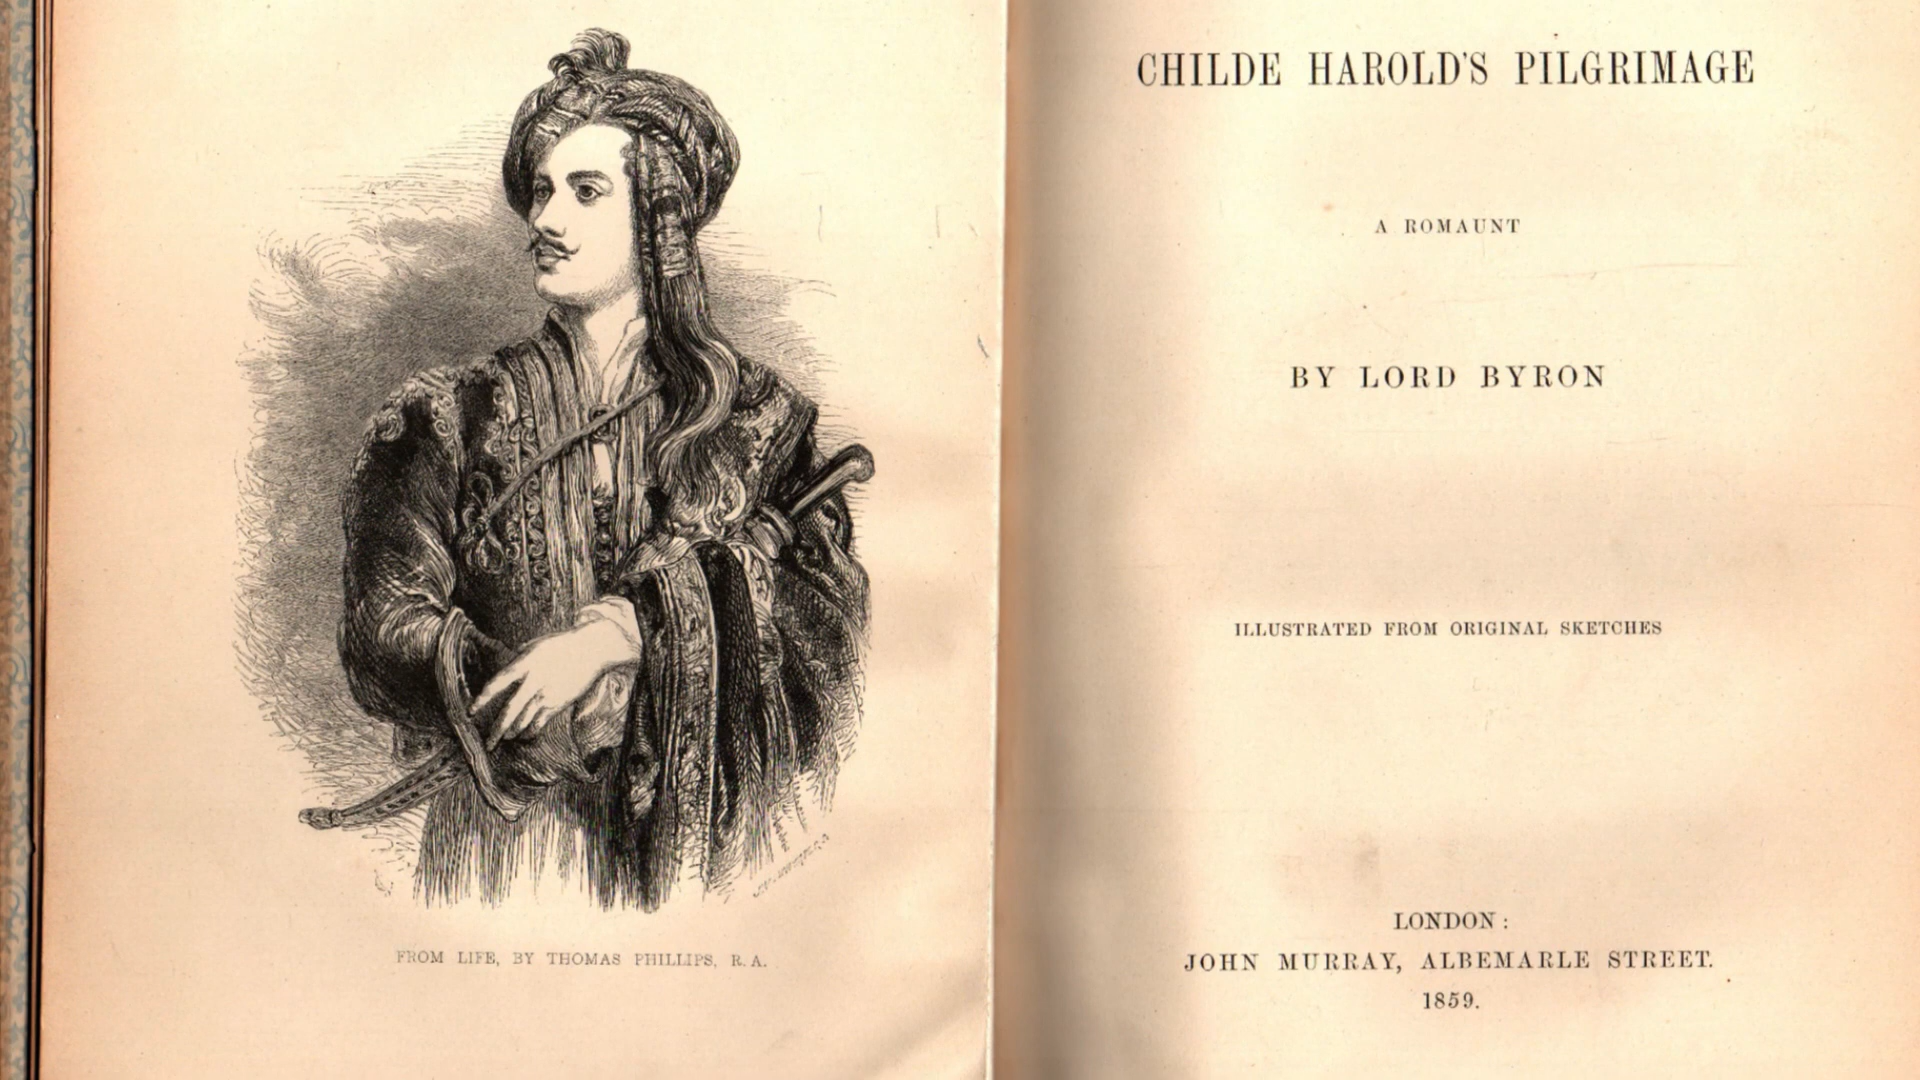 FROM LIFE, BY THOMAS PHILLIPS, R. A.
CHILDE HAROLD'S PILGRIMAGE
A ROMAUNT
BY LORD BYRON
ILLUSTRATED FROM ORIGINAL SKETCHES
LONDON:
JOHN MURRAY, ALBEMARLE STREET.
1859.